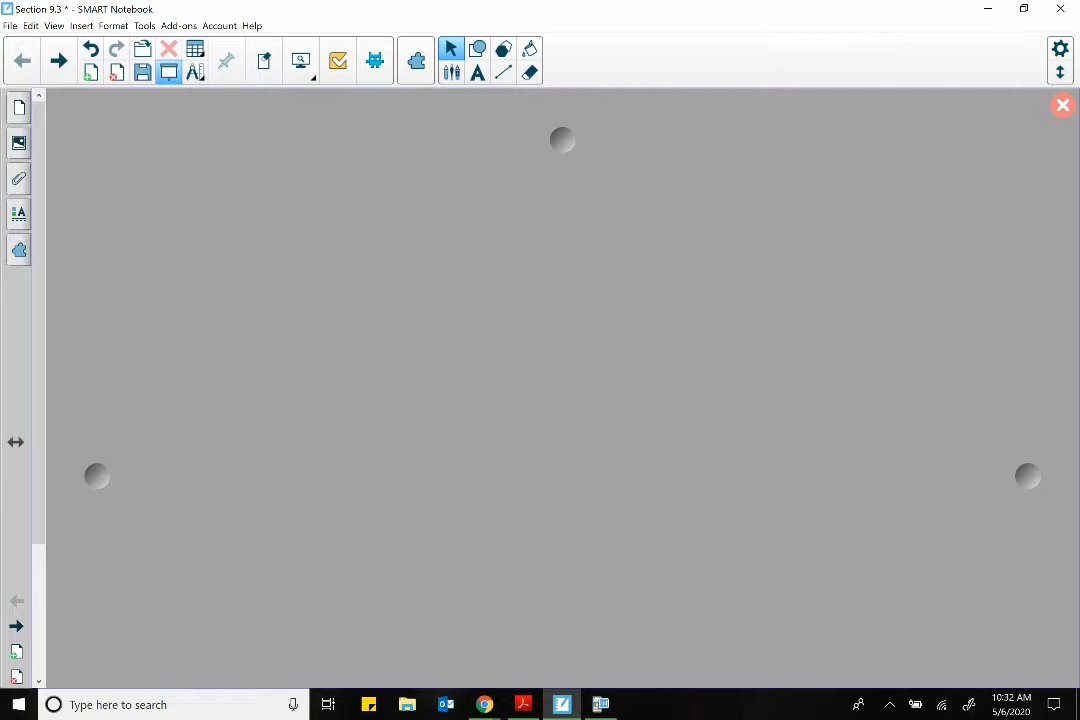 Section 9.3 * - SMART Notebook
File Edit View Insert Format Tools Add-ons Account Help
Type here to search
10:32 AM
5/6/2020